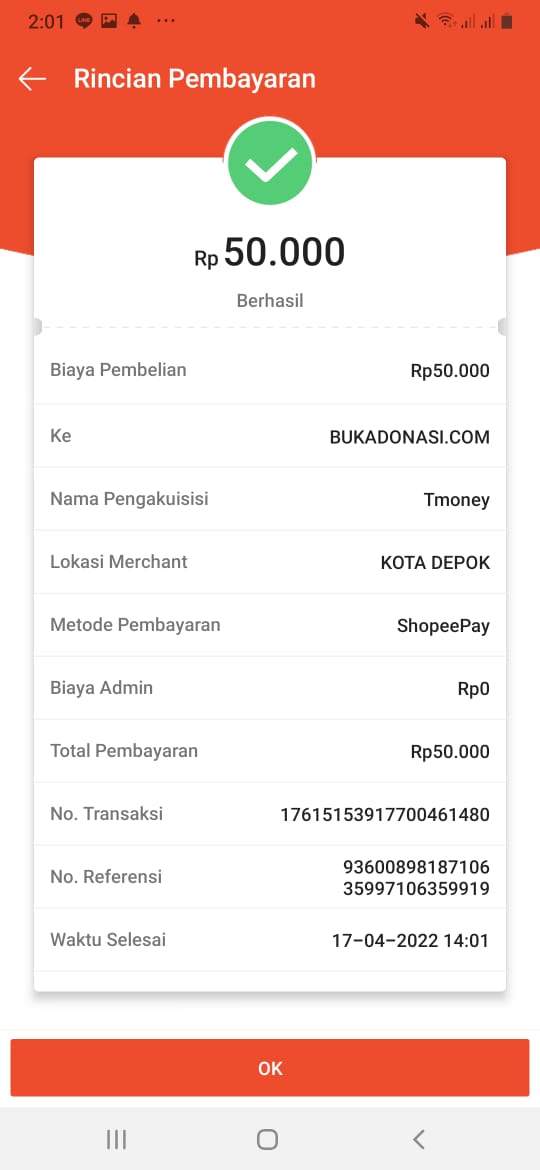 2:01
Rincian Pembayaran
Rp 50.000
Berhasil
Biaya Pembelian Rp50.000
Ke BUKADONASI.COM
Nama Pengakuisisi Tmoney
Lokasi Merchant KOTA DEPOK
Metode Pembayaran ShopeePay
Biaya Admin Rp0
Total Pembayaran Rp50.000
No. Transaksi 17615153917700461480
No. Referensi 93600898187106
35997106359919
Waktu Selesai 17-04-2022 14:01
OK